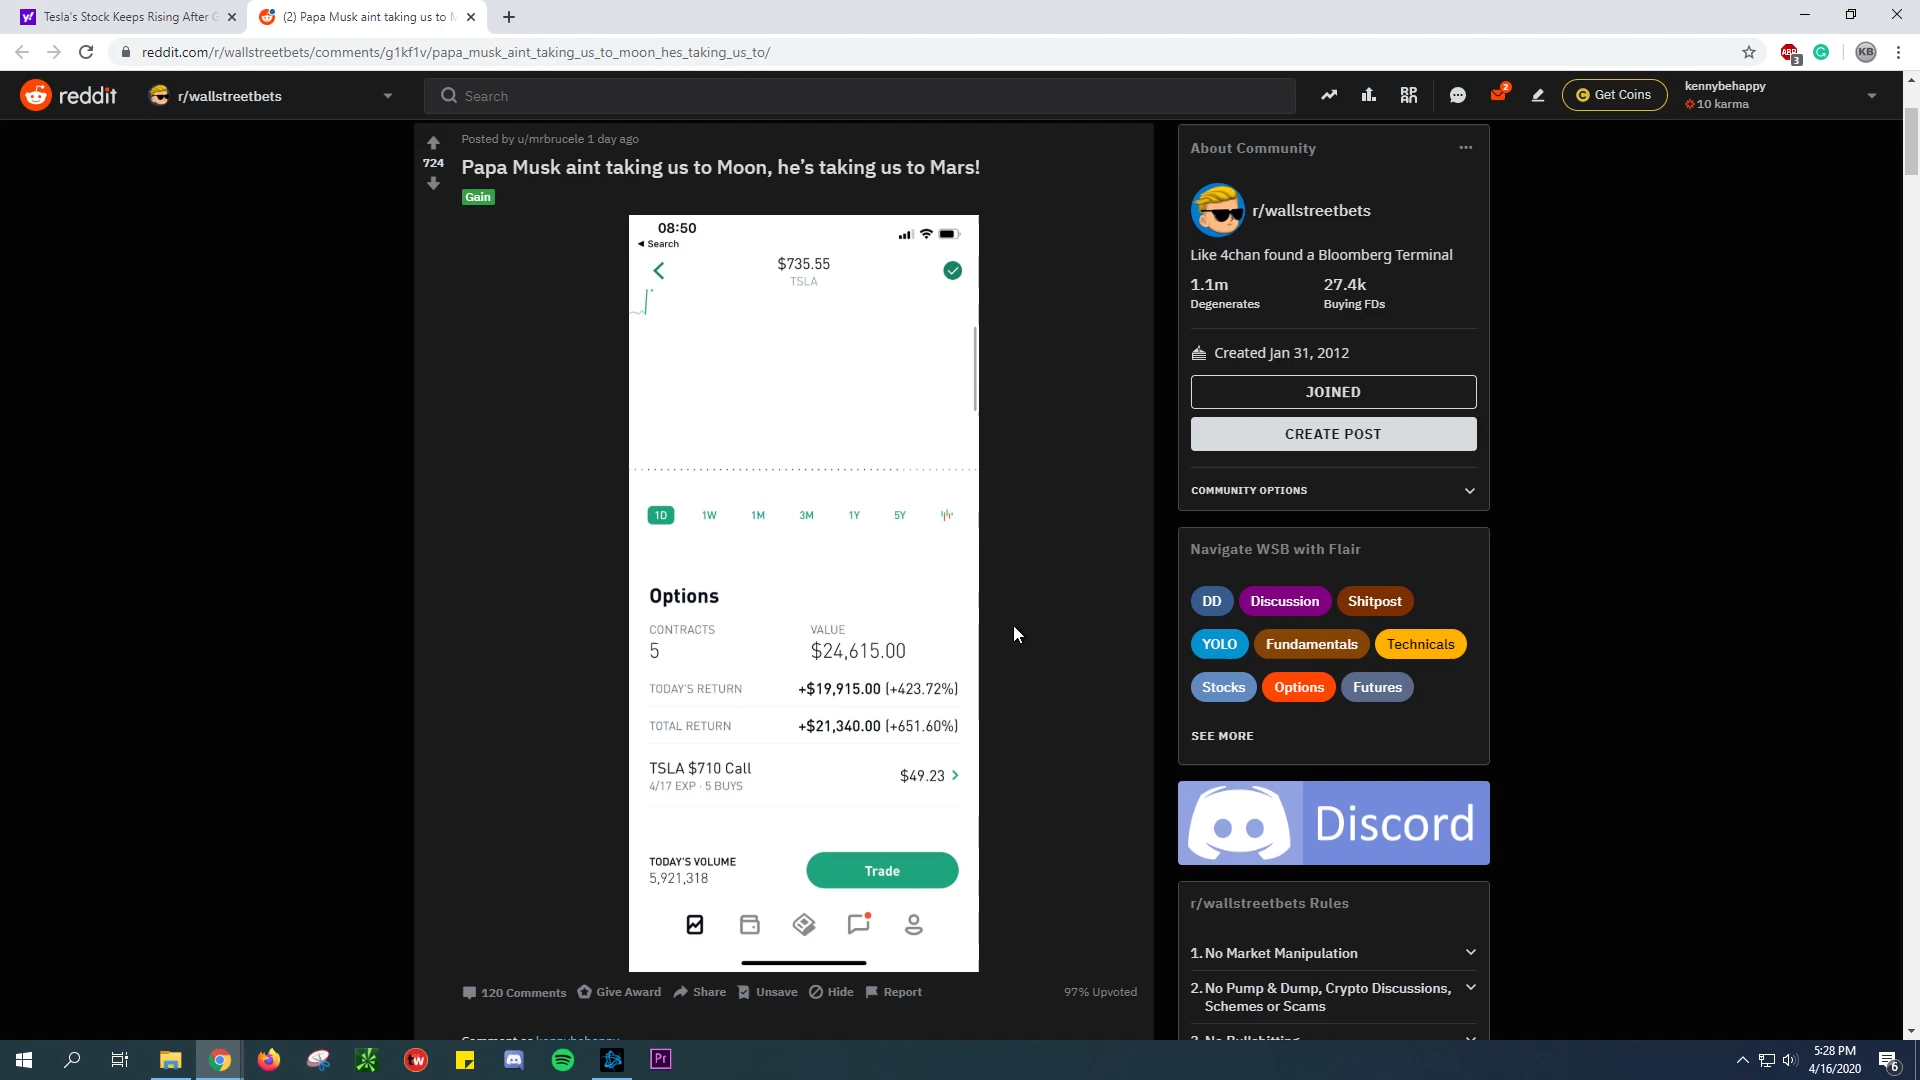 Tesla's Stock Keeps Rising After G
(2) Papa Musk aint taking us to M
reddit.com/r/wallstreetbets/comments/g1kf1v/papa_musk_aint_taking_us_to_moon_hes_taking_us_to/
ABP
3
KB
reddit
r/wallstreetbets
Search
2
Get Coins
kennybehappy
10 karma
724
Posted by u/mrbrucele 1 day ago
Papa Musk aint taking us to Moon, he's taking us to Mars!
Gain
08:50
Search
$735.55
TSLA
1D 1W 1M 3M 1Y 5Y
Options
CONTRACTS VALUE
5 $24,615.00
TODAY'S RETURN +$19,915.00 (+423.72%)
TOTAL RETURN +$21,340.00 (+651.60%)
TSLA $710 Call
4/17 EXP · 5 BUYS
$49.23
TODAY'S VOLUME
5,921,318
Trade
120 Comments Give Award Share Unsave Hide Report 97% Upvoted
About Community
r/wallstreetbets
Like 4chan found a Bloomberg Terminal
1.1m 27.4k
Degenerates Buying FDs
Created Jan 31, 2012
JOINED
CREATE POST
COMMUNITY OPTIONS
Navigate WSB with Flair
DD Discussion Shitpost
YOLO Fundamentals Technicals
Stocks Options Futures
SEE MORE
Discord
r/wallstreetbets Rules
1. No Market Manipulation
2. No Pump & Dump, Crypto Discussions,
Schemes or Scams
tw
Pr
5:28 PM
4/16/2020
6